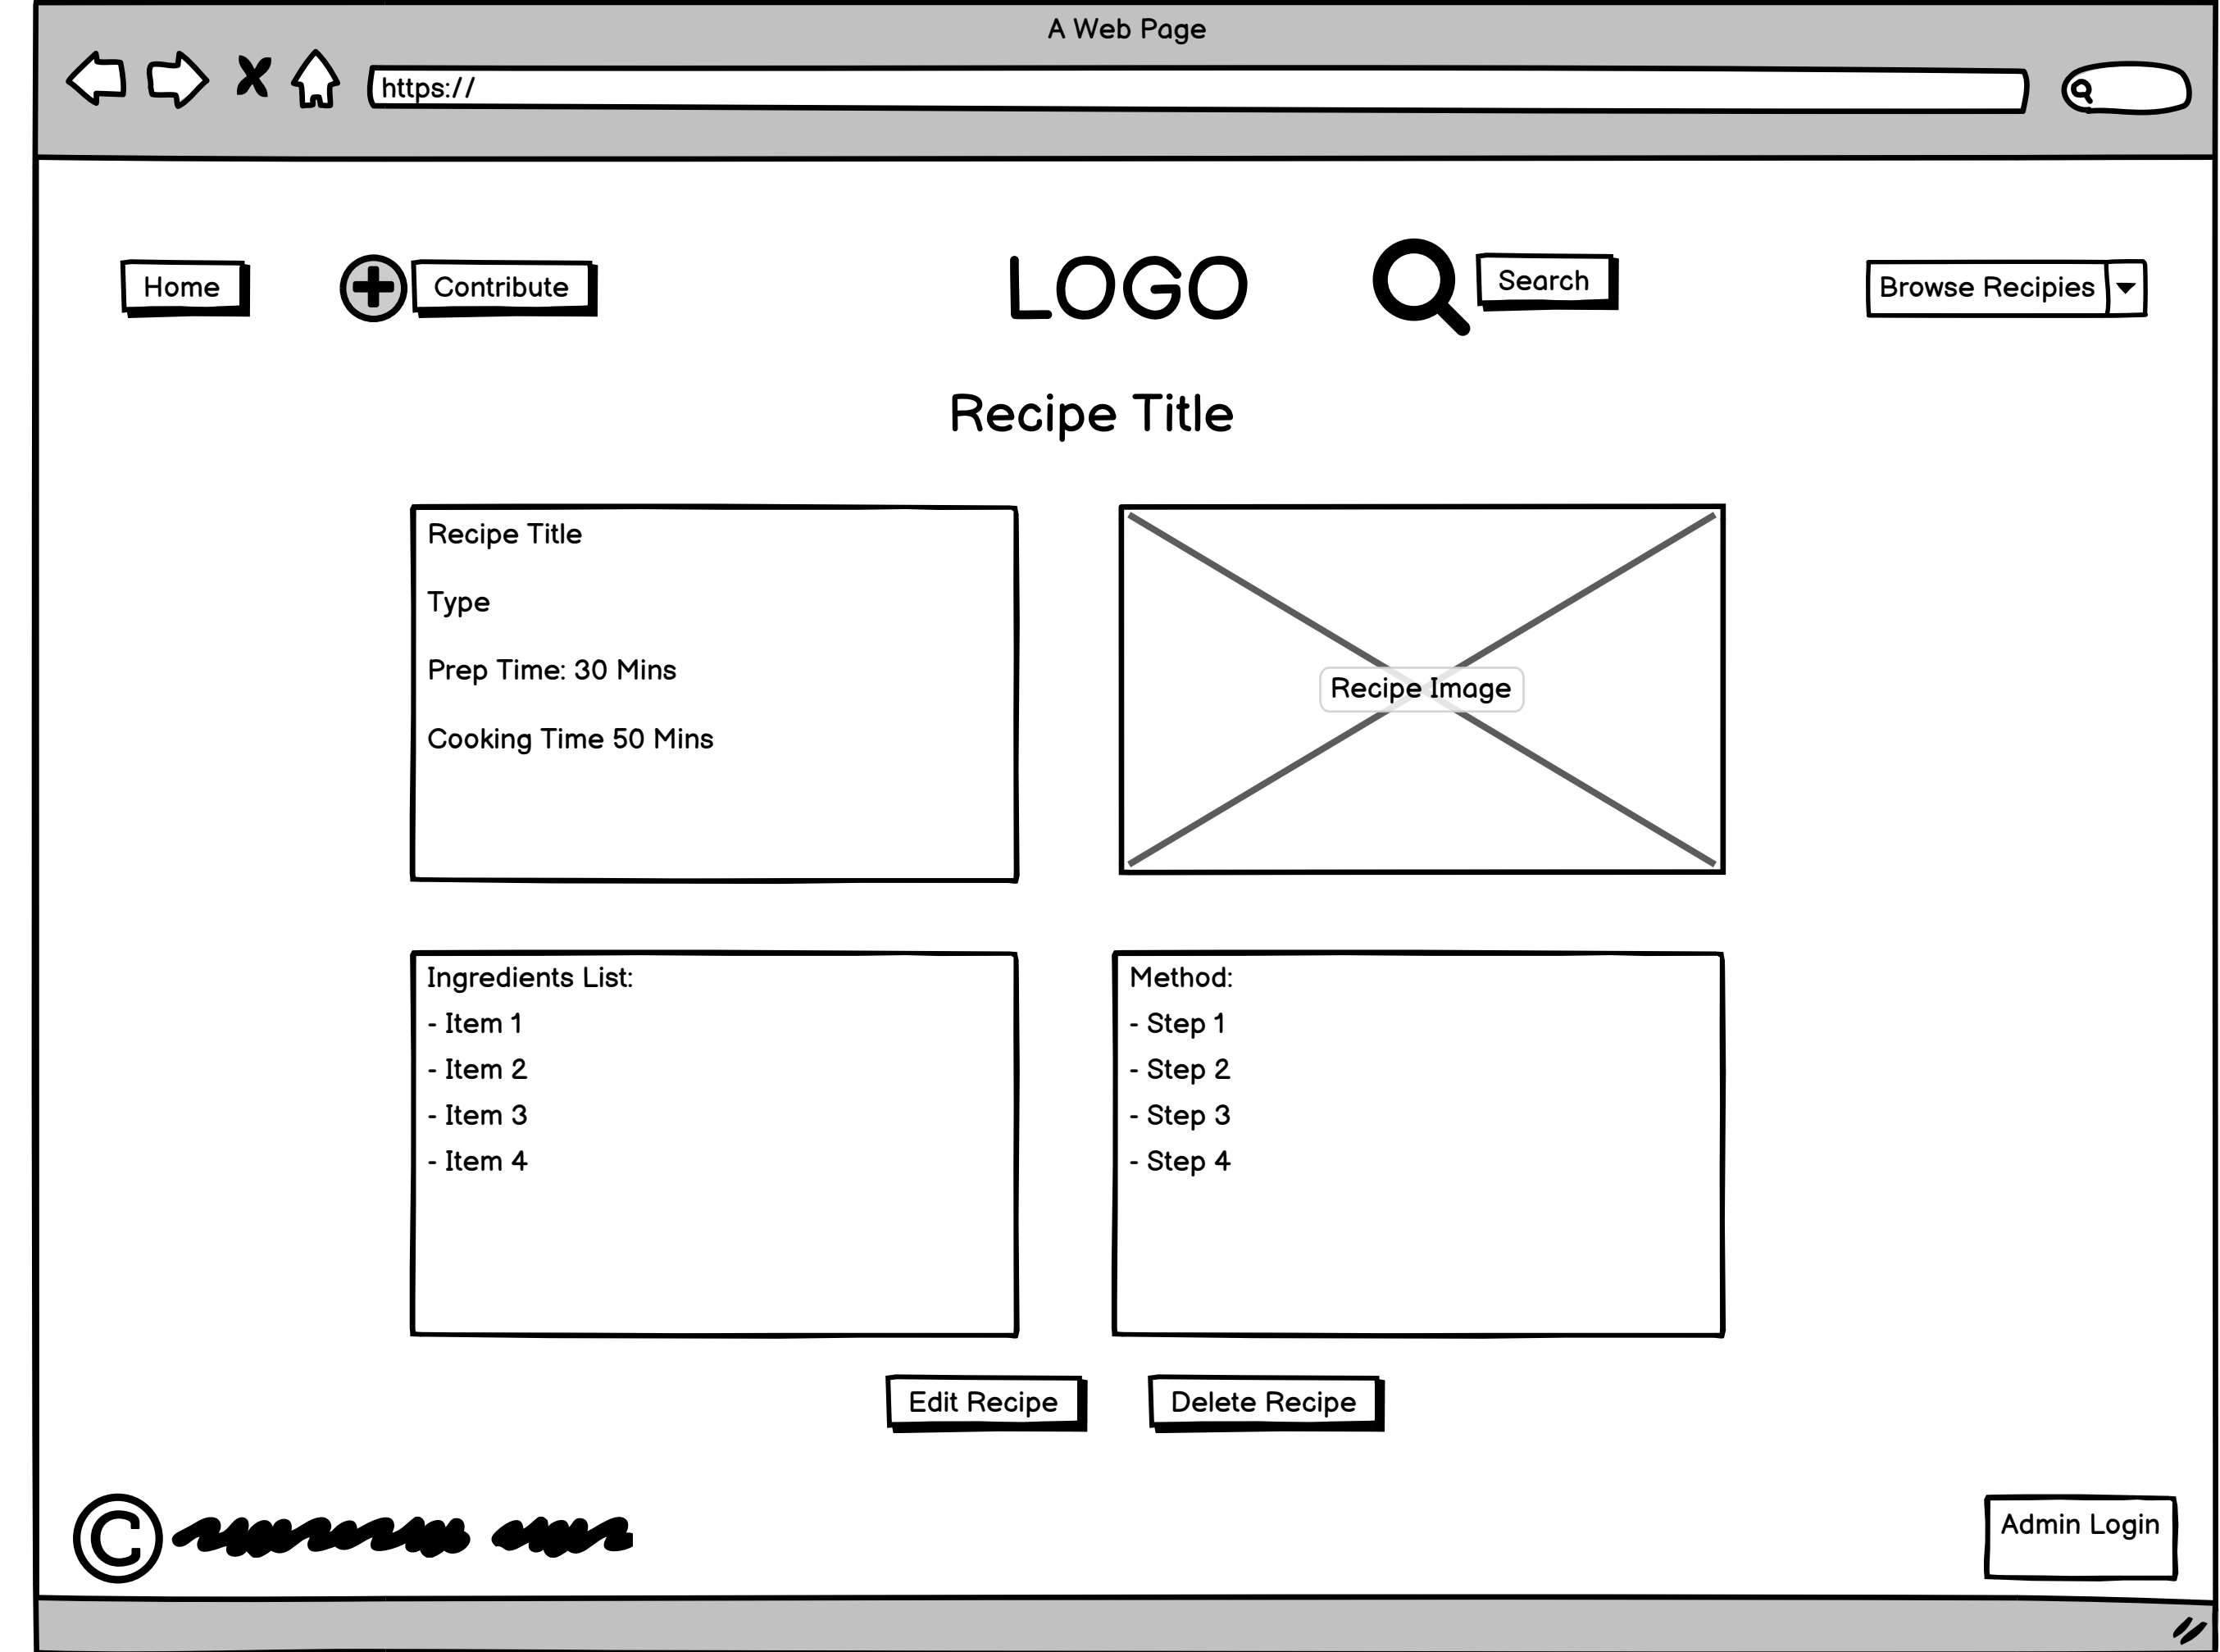 A Web Page
https://
Home
Contribute
LOGO
Search
Browse Recipies
Recipe Title
Recipe Title
Type
Prep Time: 30 Mins
Cooking Time 50 Mins
Recipe Image
Ingredients List:
- Item 1
- Item 2
- Item 3
- Item 4
Method:
- Step 1
- Step 2
- Step 3
- Step 4
Edit Recipe
Delete Recipe
©
Admin Login